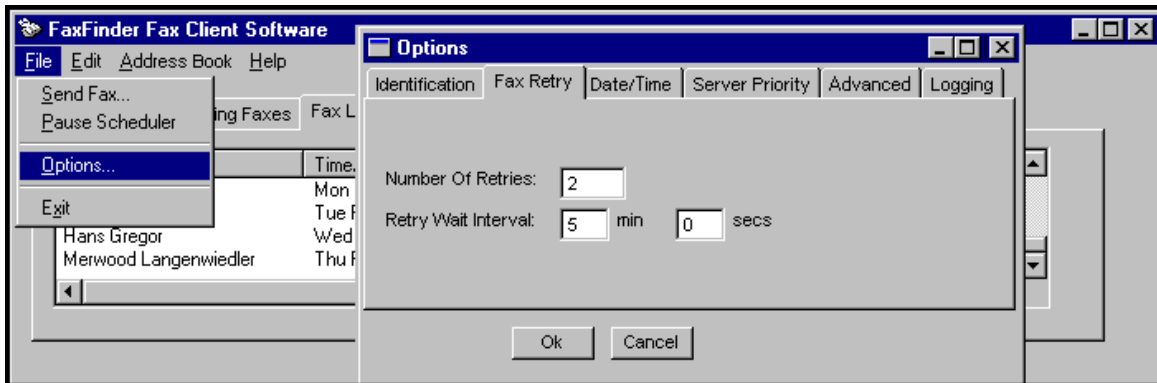 FaxFinder Fax Client Software
File Edit Address Book Help
Send Fax...
Pause Scheduler
Options...
Exit
ing Faxes Fax L
Time.
Mon
Tue F
Hans Gregor Wed
Merwood Langenwiedler Thu F
Options
Identification Fax Retry Date/Time Server Priority Advanced Logging
Number Of Retries: 2
Retry Wait Interval: 5 min 0 secs
Ok Cancel